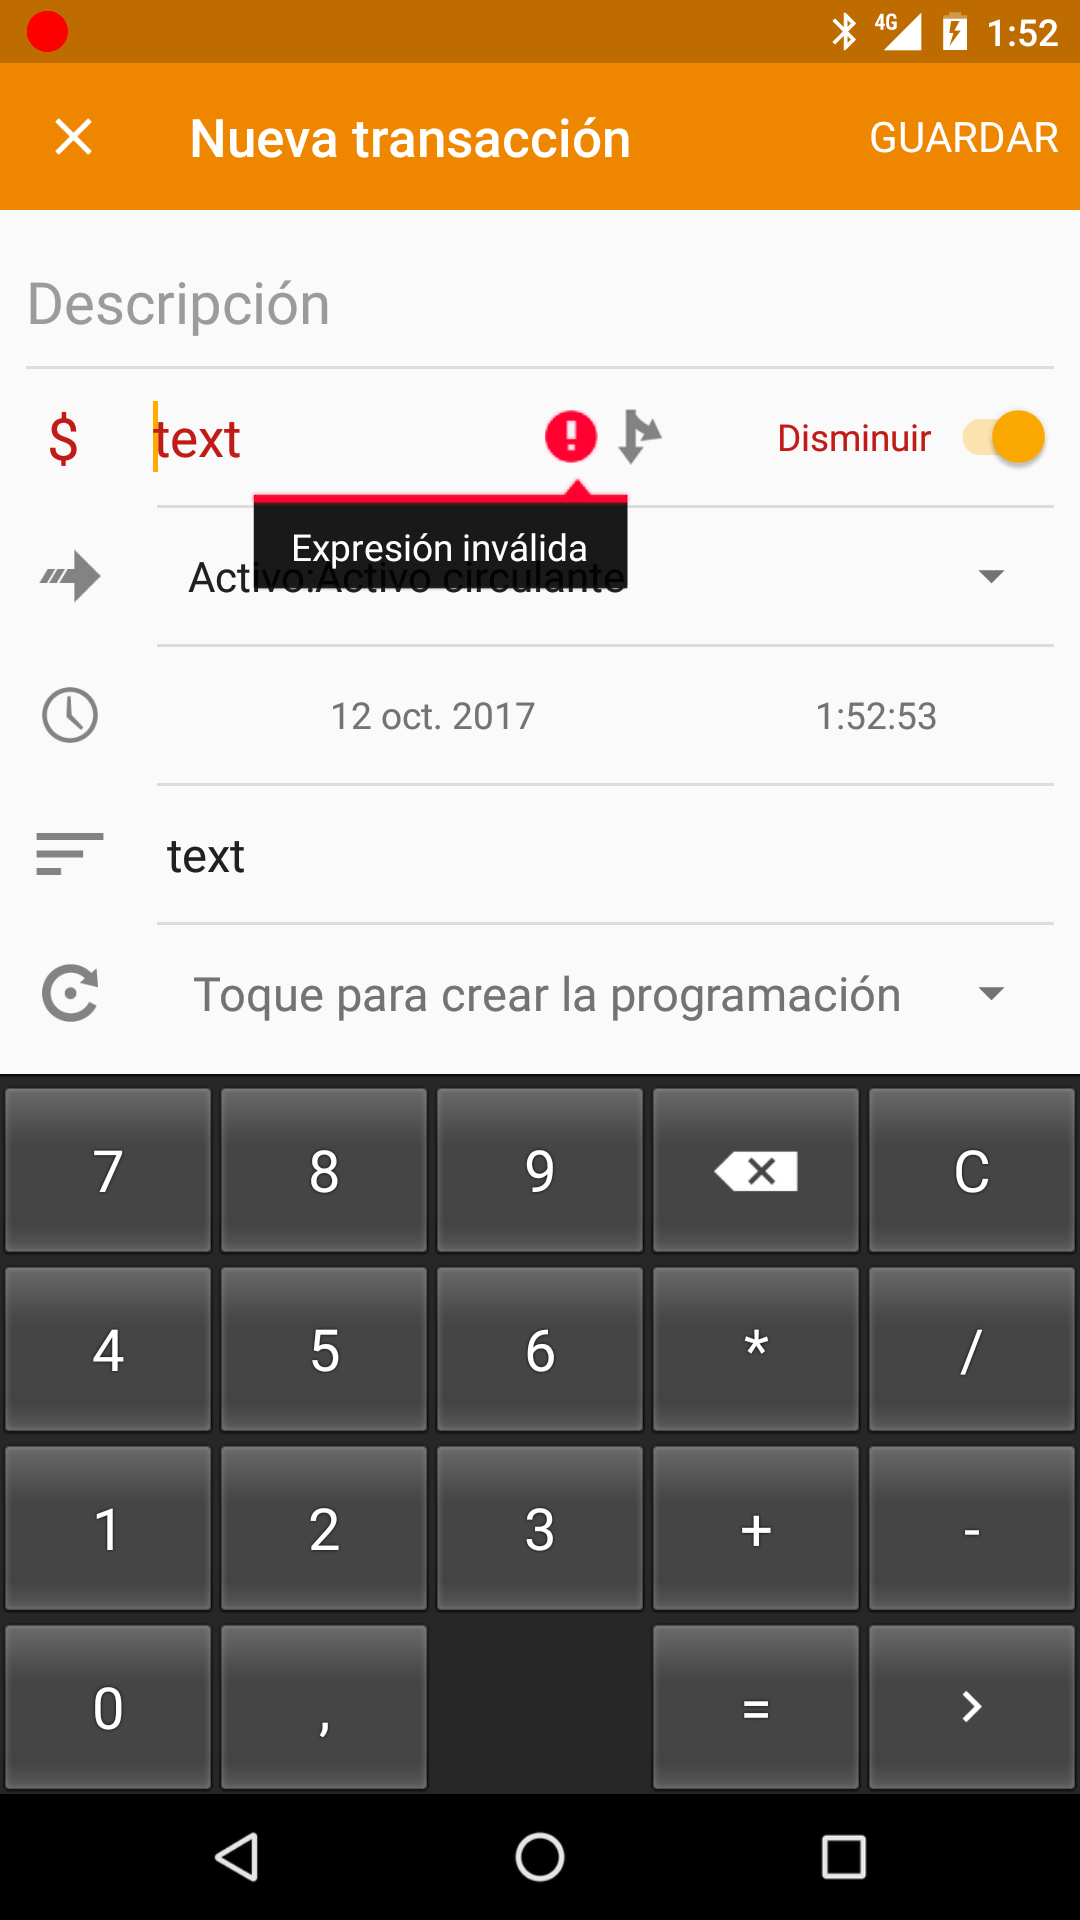 4G 1:52
Nueva transacción GUARDAR
Descripción
$ text Disminuir
Expresión inválida
Activo:Activo circulante
12 oct. 2017 1:52:53
text
Toque para crear la programación
7 8 9 C
4 5 6 * /
1 2 3 + -
0 , = >